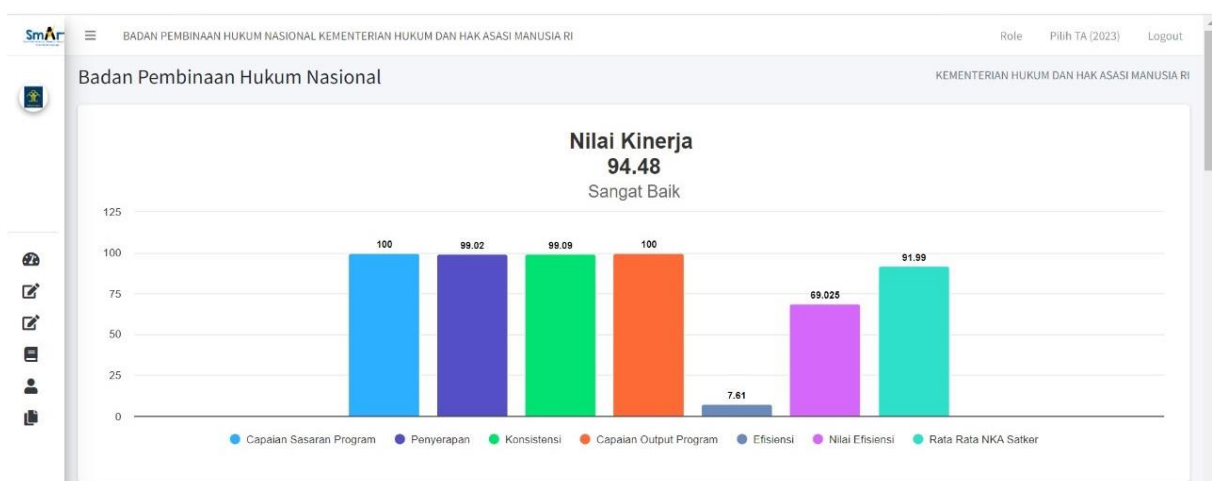 SmArt
BADAN PEMBINAAN HUKUM NASIONAL KEMENTERIAN HUKUM DAN HAK ASASI MANUSIA RI
Role
Pilih TA (2023)
Logout
Badan Pembinaan Hukum Nasional
KEMENTERIAN HUKUM DAN HAK ASASI MANUSIA RI
Nilai Kinerja
94.48
Sangat Baik
125
100
75
50
25
0
100
99.02
99.09
100
7.61
69.025
91.99
Capaian Sasaran Program
Penyerapan
Konsistensi
Capaian Output Program
Efisiensi
Nilai Efisiensi
Rata Rata NKA Satker